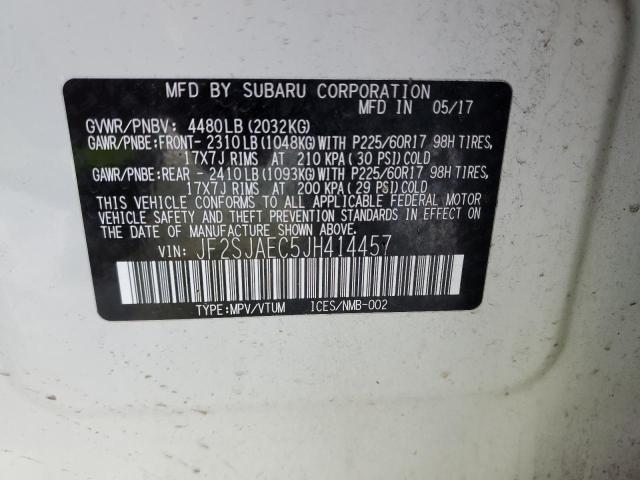 MFD BY SUBARU CORPORATION
MFD IN 05/17
GVWR/PNBV: 4480LB(2032KG)
GAWR/PNBE:FRONT- 2310LB(1048KG)WITH P225/60R17 98H TIRES,
17X7J RIMS AT 210 KPA(30 PSI)COLD
GAWR/PNBE:REAR - 2410LB(1093KG)WITH P225/60R17 98H TIRES,
17X7J RIMS AT 200 KPA(29 PSI)COLD
THIS VEHICLE CONFORMS TO ALL APPLICABLE FEDERAL MOTOR
VEHICLE SAFETY AND THEFT PREVENTION STANDARDS IN EFFECT ON
THE DATE OF MANUFACTURE SHOWN ABOVE.
VIN: JF2SJAEC5JH414457
TYPE:MPV/VTUM ICES/NMB-002